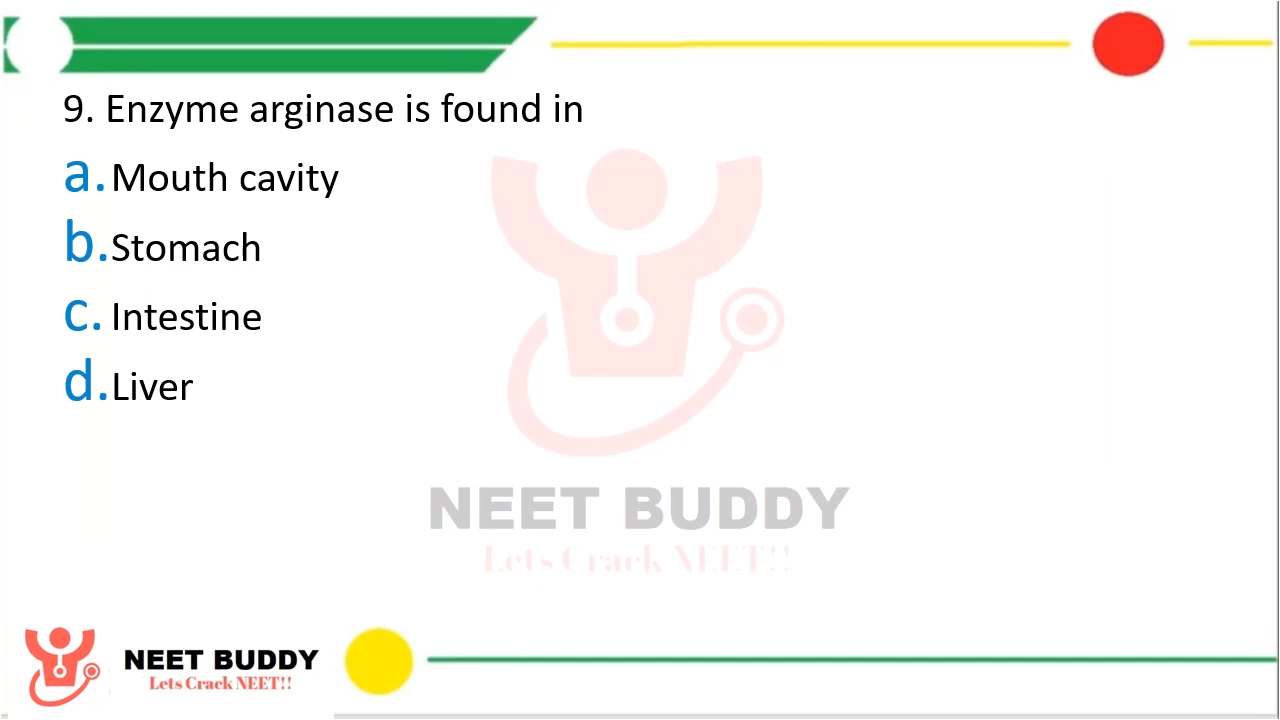 9. Enzyme arginase is found in
a. Mouth cavity
b. Stomach
c. Intestine
d. Liver
NEET BUDDY
Lets Crack NEET!!
NEET BUDDY
Lets Crack NEET!!